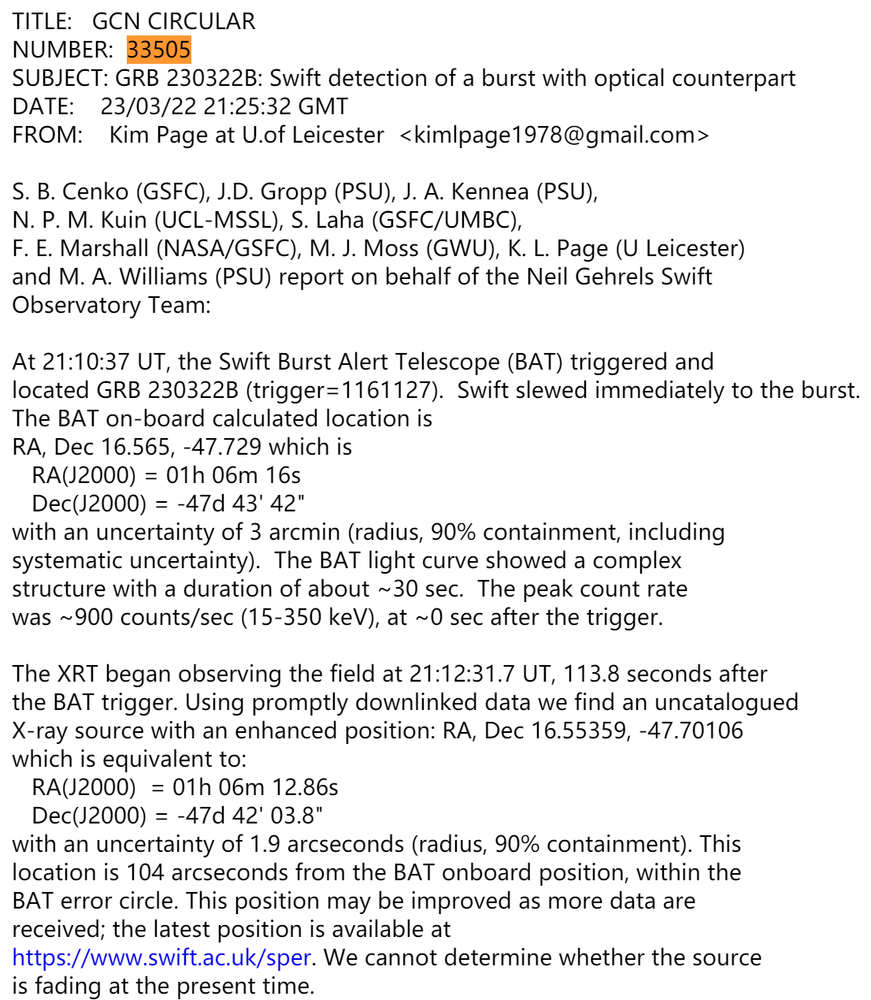 TITLE: GCN CIRCULAR
NUMBER: 33505
SUBJECT: GRB 230322B: Swift detection of a burst with optical counterpart
DATE: 23/03/22 21:25:32 GMT
FROM: Kim Page at U.of Leicester <kimlpage1978@gmail.com>
S. B. Cenko (GSFC), J.D. Gropp (PSU), J. A. Kennea (PSU),
N. P. M. Kuin (UCL-MSSL), S. Laha (GSFC/UMBC),
F. E. Marshall (NASA/GSFC), M. J. Moss (GWU), K. L. Page (U Leicester)
and M. A. Williams (PSU) report on behalf of the Neil Gehrels Swift
Observatory Team:
At 21:10:37 UT, the Swift Burst Alert Telescope (BAT) triggered and
located GRB 230322B (trigger=1161127). Swift slewed immediately to the burst.
The BAT on-board calculated location is
RA, Dec 16.565, -47.729 which is
RA(J2000) = 01h 06m 16s
Dec(J2000) = -47d 43' 42"
with an uncertainty of 3 arcmin (radius, 90% containment, including
systematic uncertainty). The BAT light curve showed a complex
structure with a duration of about ~30 sec. The peak count rate
was ~900 counts/sec (15-350 keV), at ~0 sec after the trigger.
The XRT began observing the field at 21:12:31.7 UT, 113.8 seconds after
the BAT trigger. Using promptly downlinked data we find an uncatalogued
X-ray source with an enhanced position: RA, Dec 16.55359, -47.70106
which is equivalent to:
RA(J2000) = 01h 06m 12.86s
Dec(J2000) = -47d 42' 03.8"
with an uncertainty of 1.9 arcseconds (radius, 90% containment). This
location is 104 arcseconds from the BAT onboard position, within the
BAT error circle. This position may be improved as more data are
received; the latest position is available at
https://www.swift.ac.uk/sper. We cannot determine whether the source
is fading at the present time.